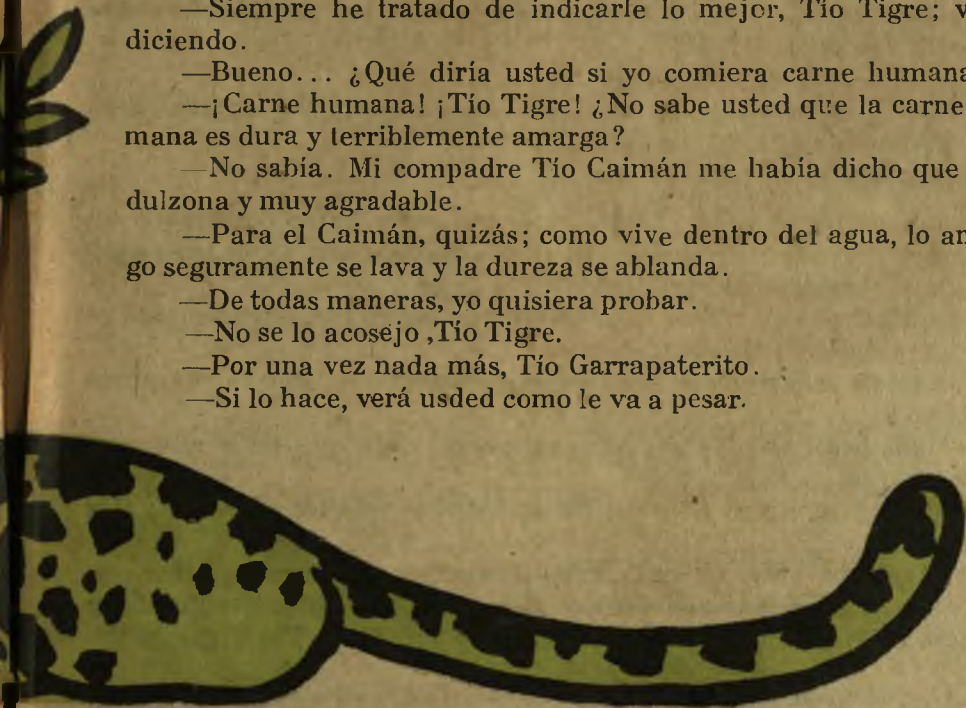 —Siempre he tratado de indicarle lo mejor, Tío Tigre; v
diciendo.
—Bueno... ¿Qué diría usted si yo comiera carne humana
—¡Carne humana! ¡Tío Tigre! ¿No sabe usted que la carne
mana es dura y terriblemente amarga?
—No sabía. Mi compadre Tío Caimán me había dicho que
dulzona y muy agradable.
—Para el Caimán, quizás; como vive dentro del agua, lo an
go seguramente se lava y la dureza se ablanda.
—De todas maneras, yo quisiera probar.
—No se lo acosejo ,Tío Tigre.
—Por una vez nada más, Tío Garrapaterito.
—Si lo hace, verá usded como le va a pesar.